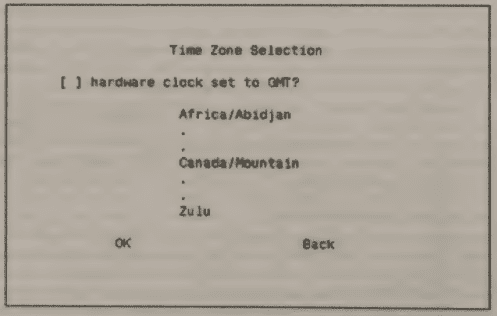 Time Zone Selection
[ ] hardware clock set to GMT?
Africa/Abidjan
.
.
Canada/Mountain
.
.
Zulu
OK Back